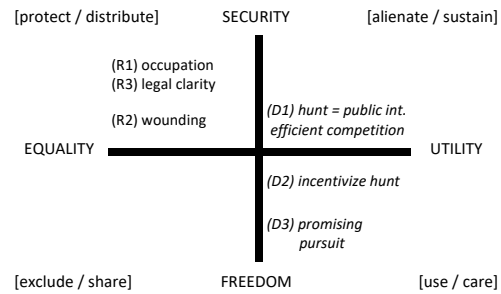 [protect / distribute] SECURITY [alienate / sustain]
(R1) occupation
(R3) legal clarity
(D1) hunt = public int.
(R2) wounding
efficient competition
EQUALITY UTILITY
(D2) incentivize hunt
(D3) promising
pursuit
[exclude / share] FREEDOM [use / care]